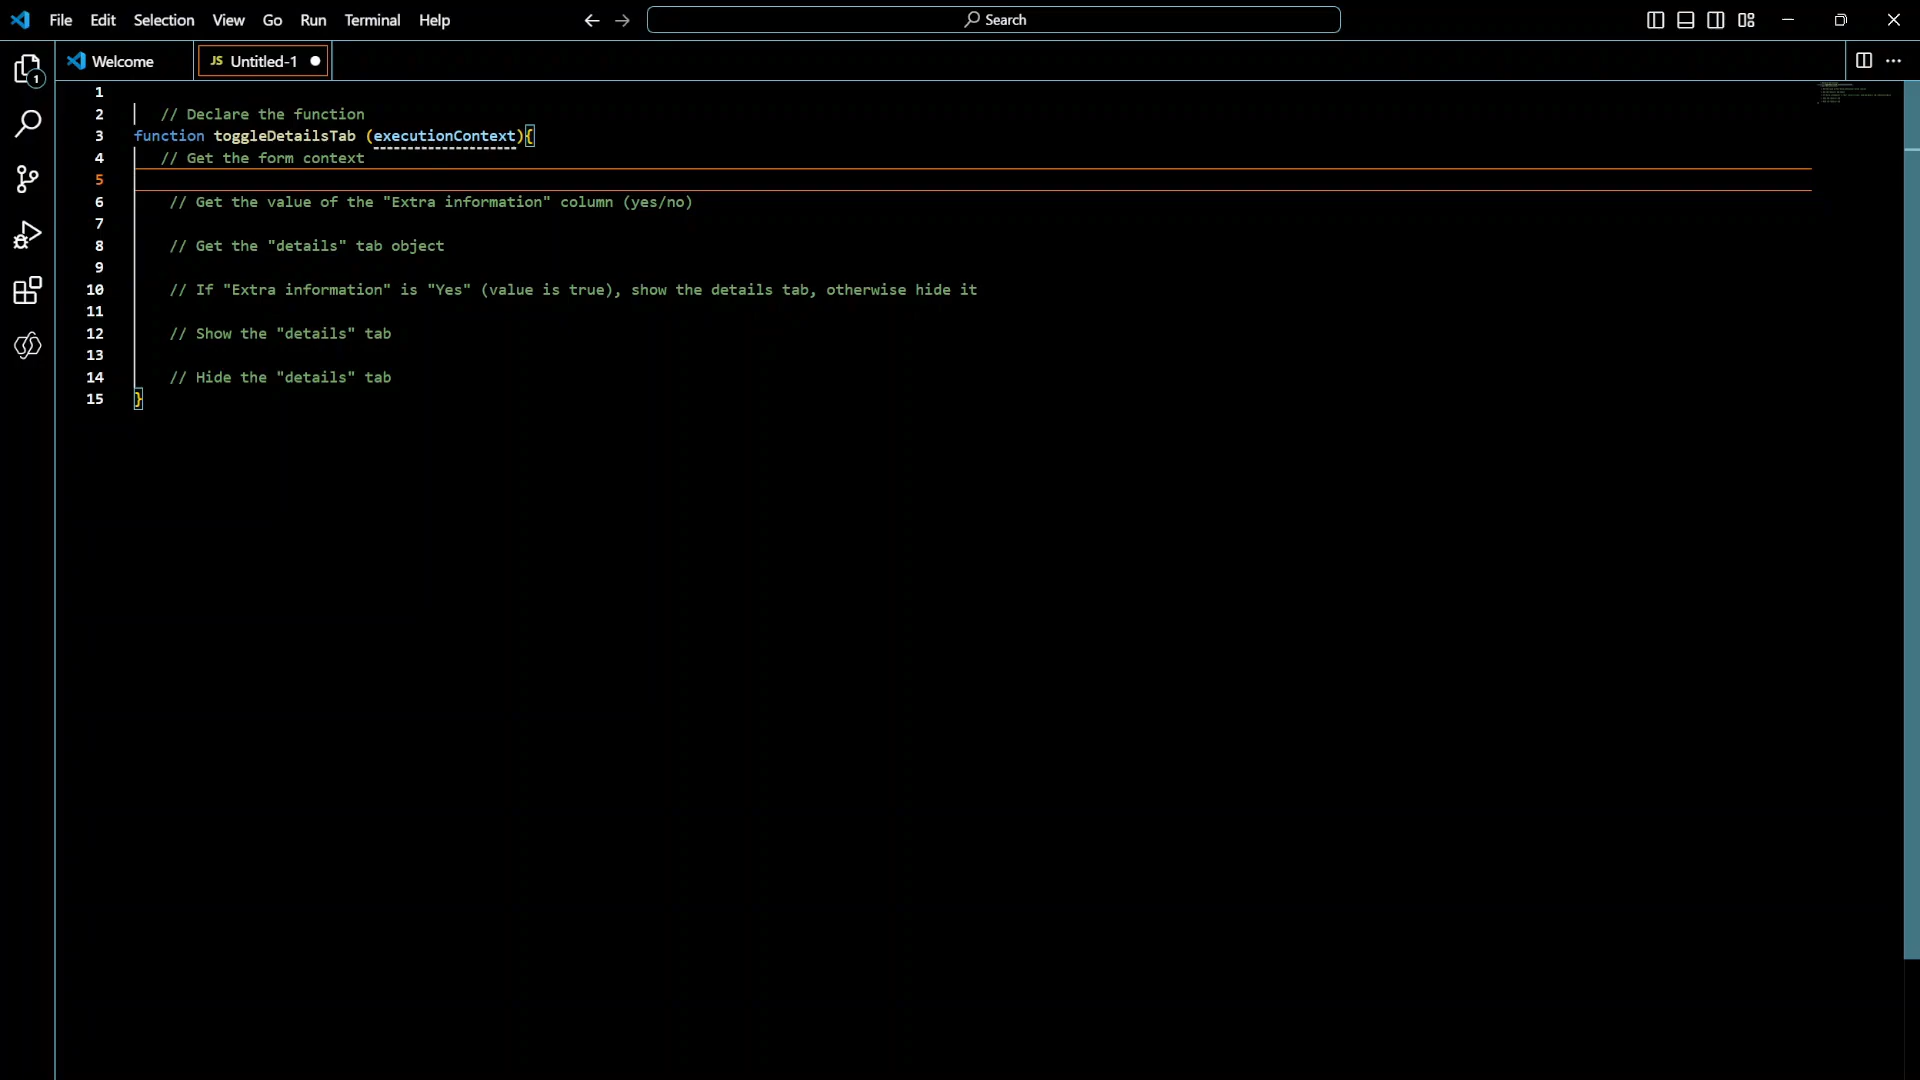 File Edit Selection View Go Run Terminal Help Search
Welcome JS Untitled-1
1
1
2 // Declare the function
3 function toggleDetailsTab (executionContext){
4 // Get the form context
5
6 // Get the value of the "Extra information" column (yes/no)
7
8 // Get the "details" tab object
9
10 // If "Extra information" is "Yes" (value is true), show the details tab, otherwise hide it
11
12 // Show the "details" tab
13
14 // Hide the "details" tab
15 }